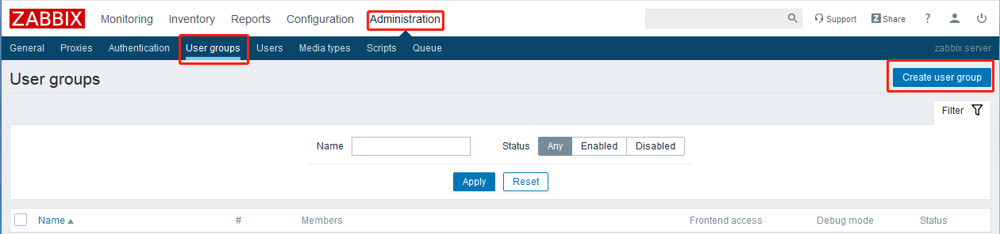 ZABBIX Monitoring Inventory Reports Configuration Administration Support Z Share ?
General Proxies Authentication User groups Users Media types Scripts Queue zabbix server
User groups Create user group
Filter
Name Status Any Enabled Disabled
Apply Reset
Name # Members Frontend access Debug mode Status